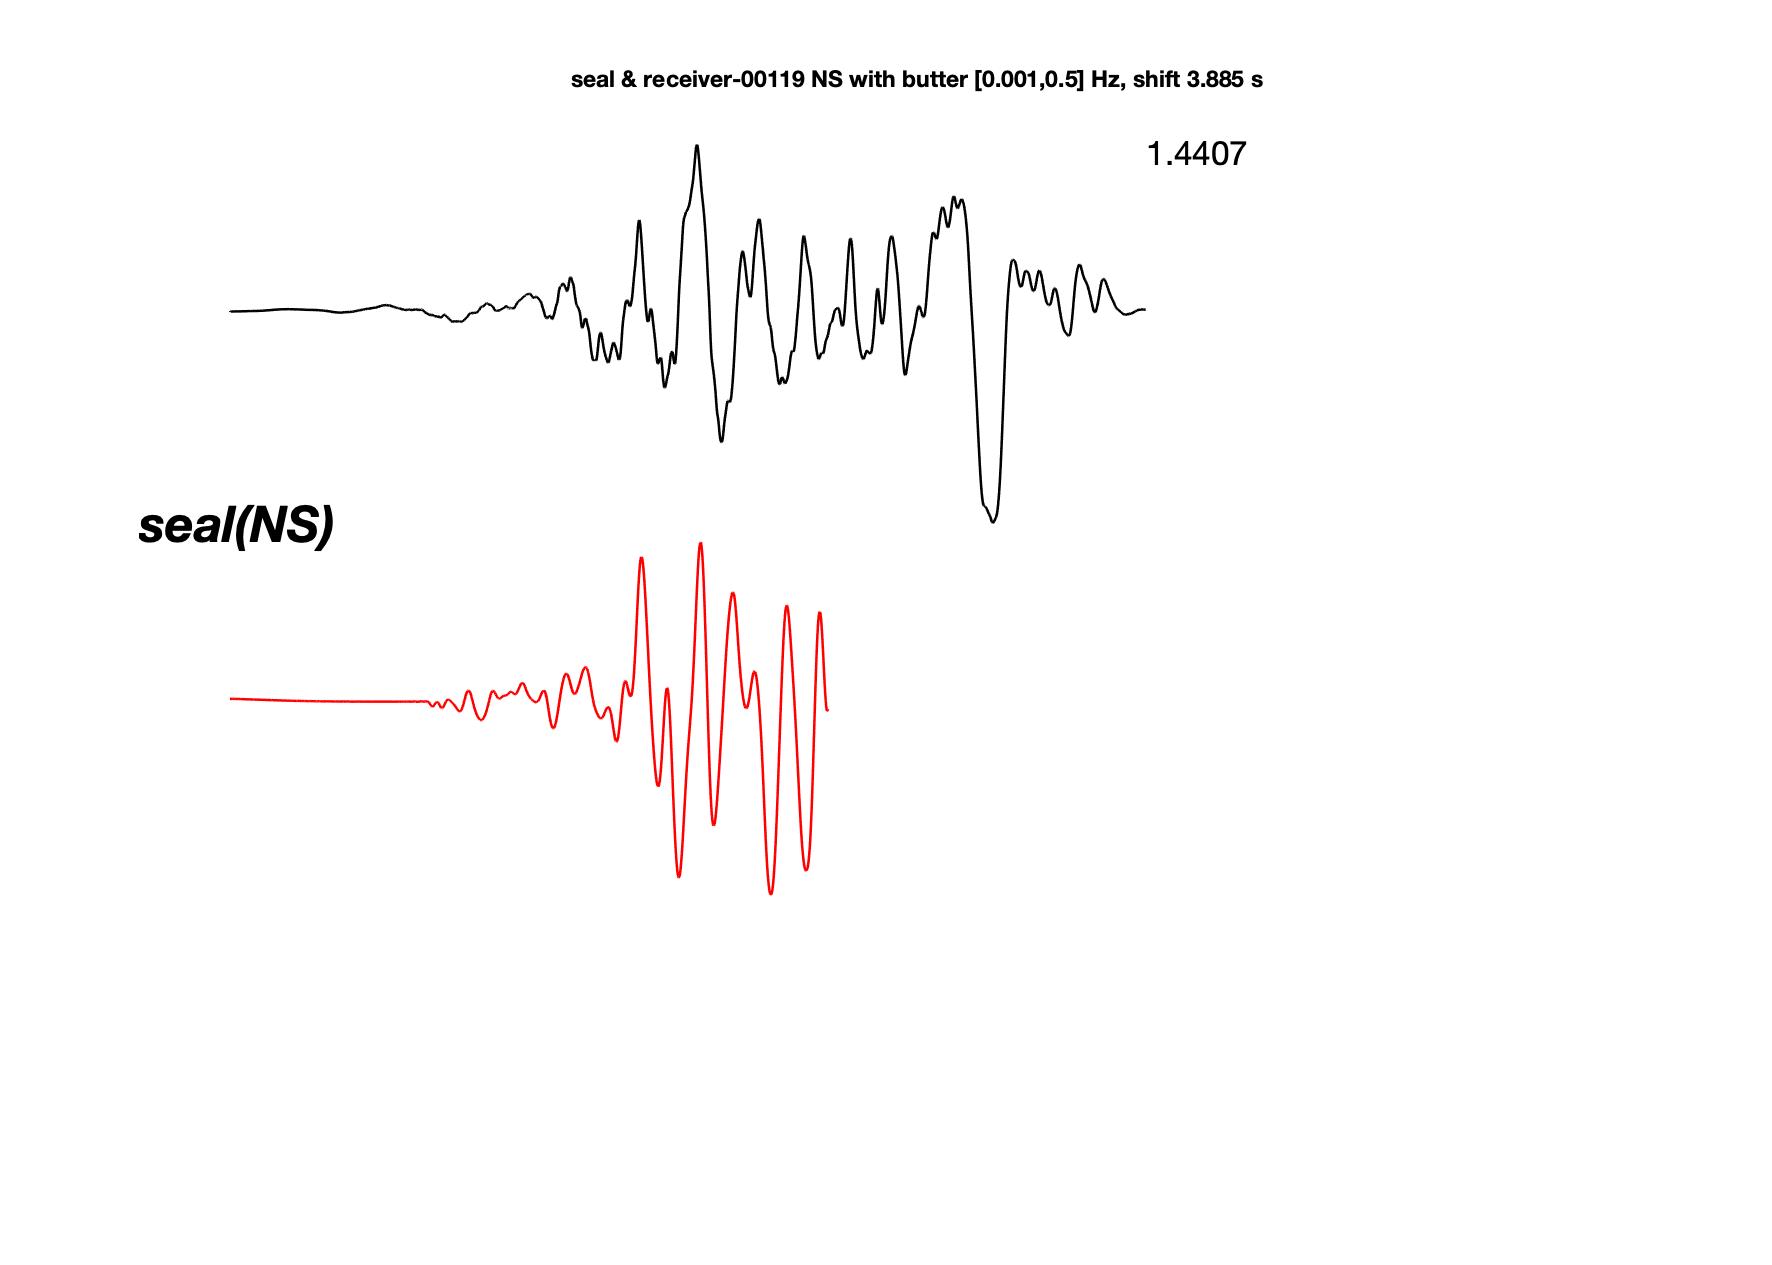 seal & receiver-00119 NS with butter [0.001,0.5] Hz, shift 3.885 s
1.4407
seal(NS)